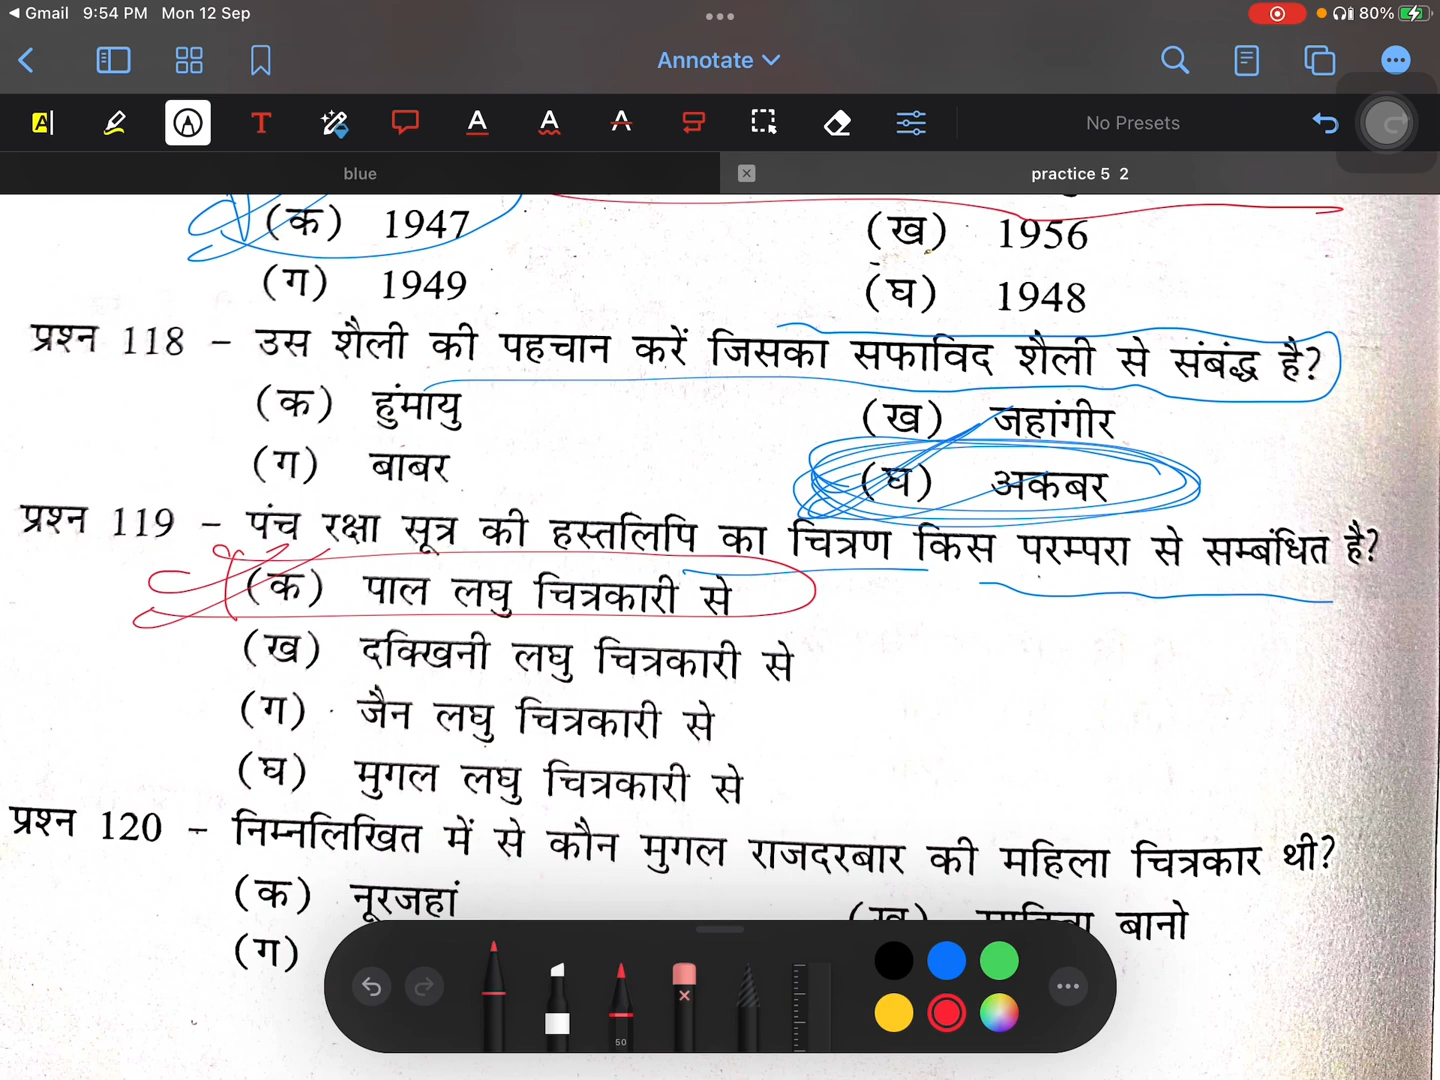 Gmail 9:54 PM Mon 12 Sep 80%
Annotate
No Presets
blue
practice 5 2
(क) 1947 (ख) 1956
(ग) 1949 (घ) 1948
प्रश्न 118 - उस शैली की पहचान करें जिसका सफाविद शैली से संबंद्ध है?
(क) हुंमायु (ख) जहांगीर
(ग) बाबर (घ) अकबर
प्रश्न 119 - पंच रक्षा सूत्र की हस्तलिपि का चित्रण किस परम्परा से सम्बंधित है?
(क) पाल लघु चित्रकारी से
(ख) दक्खिनी लघु चित्रकारी से
(ग) जैन लघु चित्रकारी से
(घ) मुगल लघु चित्रकारी से
प्रश्न 120 - निम्नलिखित में से कौन मुगल राजदरबार की महिला चित्रकार थी?
(क) नूरजहां (ख) बानो
(ग)
50